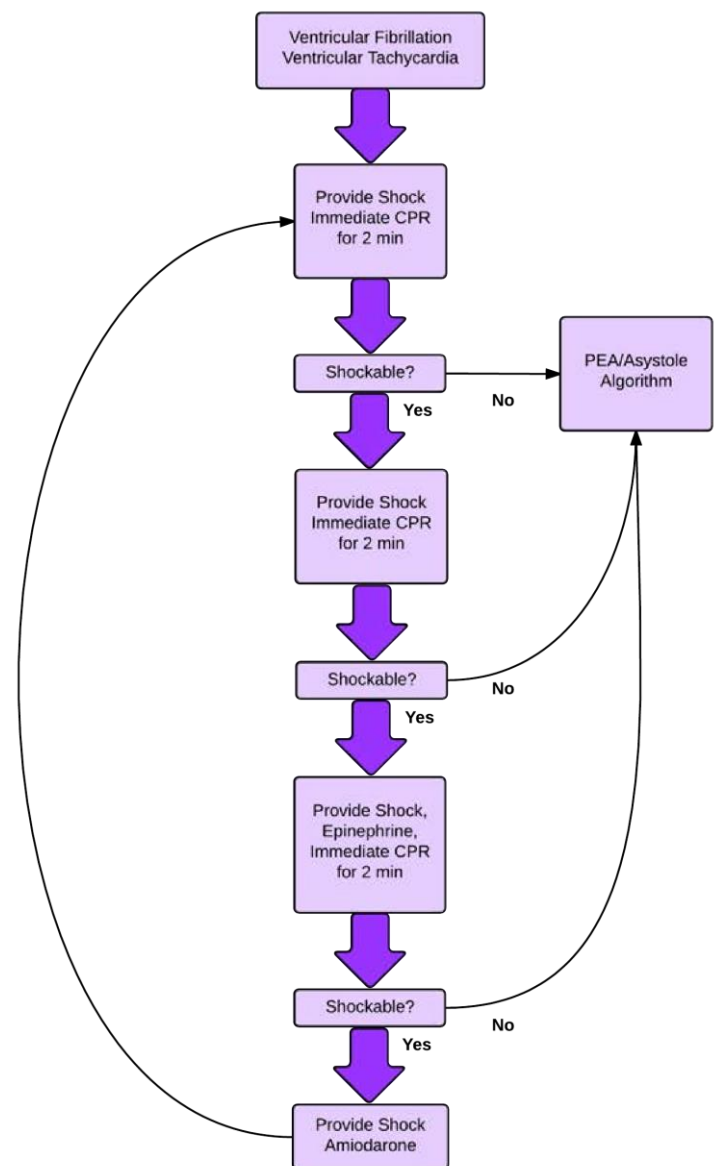 Ventricular Fibrillation
Ventricular Tachycardia
Provide Shock
Immediate CPR
for 2 min
Shockable?
PEA/Asystole
Algorithm
Yes
No
Provide Shock
Immediate CPR
for 2 min
Shockable?
No
Yes
Provide Shock,
Epinephrine,
Immediate CPR
for 2 min
Shockable?
No
Yes
Provide Shock
Amiodarone